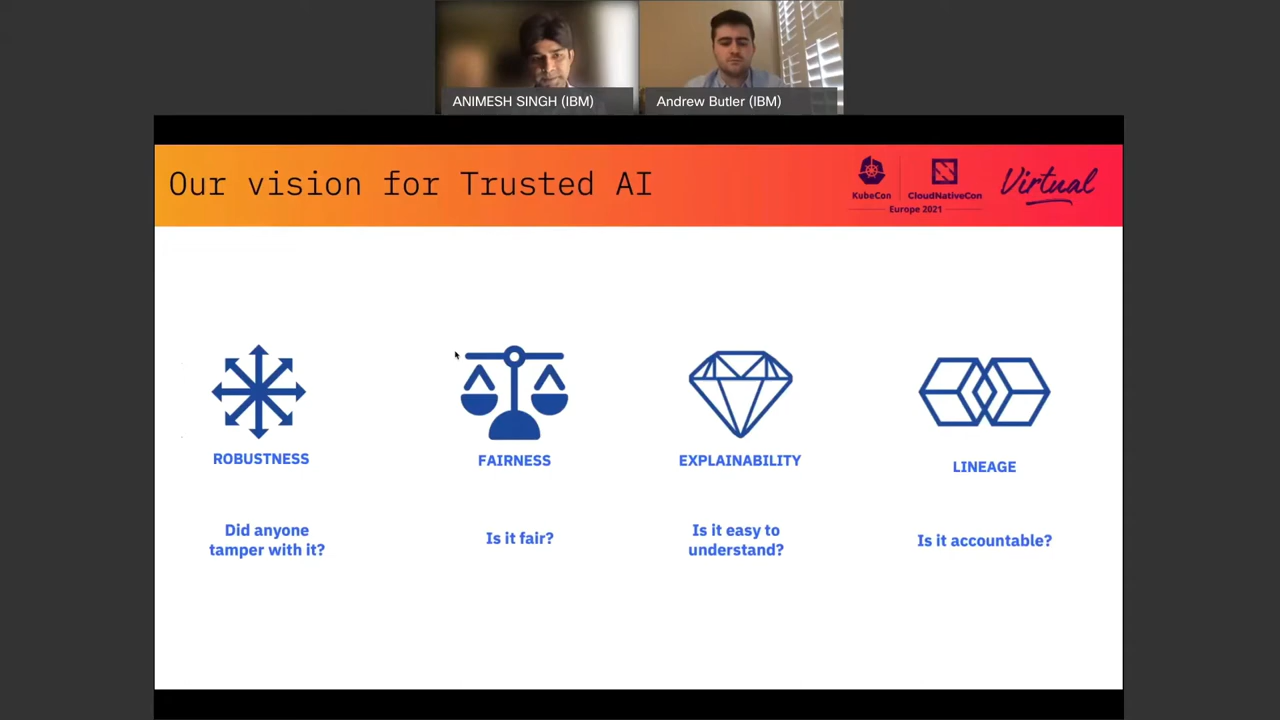 ANIMESH SINGH (IBM)
Andrew Butler (IBM)
Our vision for Trusted AI
KubeCon
CloudNativeCon
Europe 2021
Virtual
ROBUSTNESS
FAIRNESS
EXPLAINABILITY
LINEAGE
Did anyone
tamper with it?
Is it fair?
Is it easy to
understand?
Is it accountable?